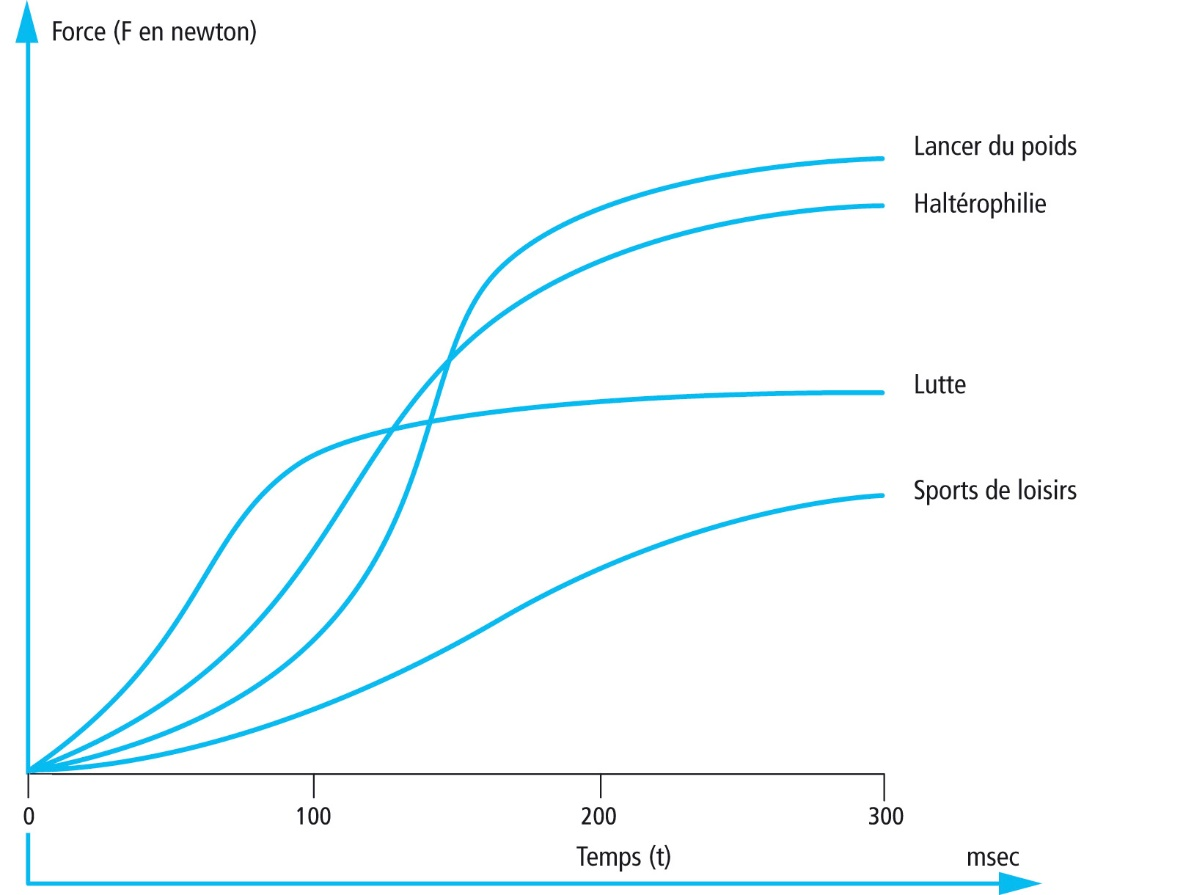 Force (F en newton)
Lancer du poids
Haltérophilie
Lutte
Sports de loisirs
0 100 200 300
Temps (t) msec